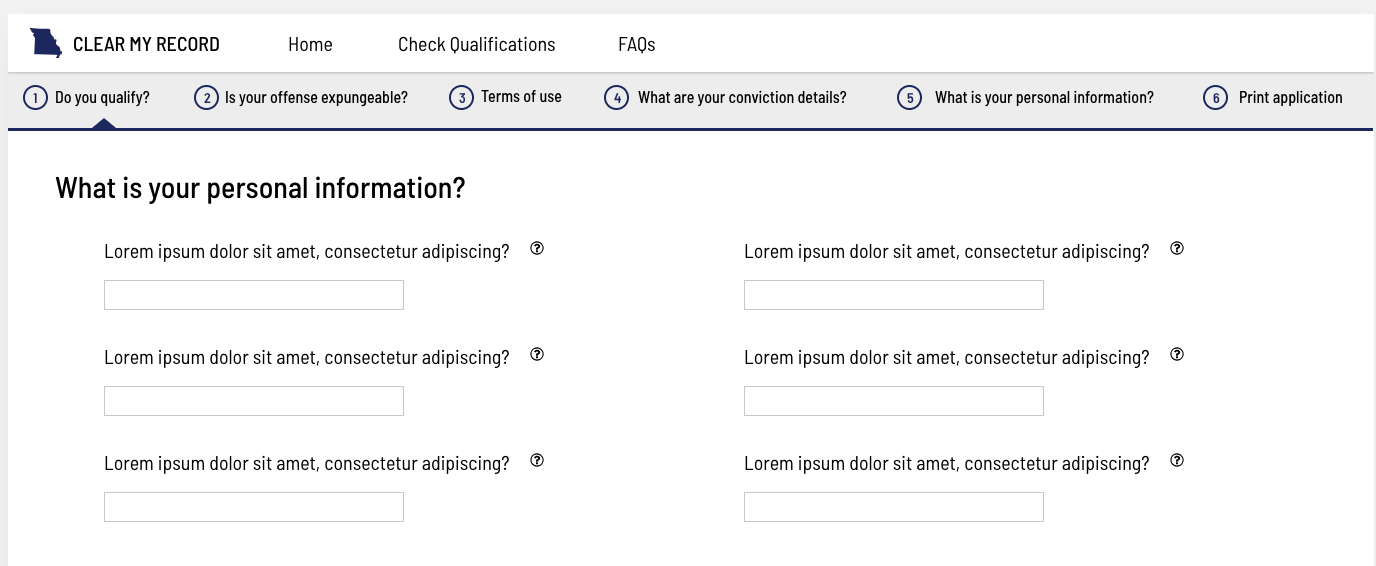 CLEAR MY RECORD Home Check Qualifications FAQs
1 Do you qualify? 2 Is your offense expungeable? 3 Terms of use 4 What are your conviction details? 5 What is your personal information? 6 Print application
What is your personal information?
Lorem ipsum dolor sit amet, consectetur adipiscing? ? Lorem ipsum dolor sit amet, consectetur adipiscing? ?
Lorem ipsum dolor sit amet, consectetur adipiscing? ? Lorem ipsum dolor sit amet, consectetur adipiscing? ?
Lorem ipsum dolor sit amet, consectetur adipiscing? ? Lorem ipsum dolor sit amet, consectetur adipiscing? ?